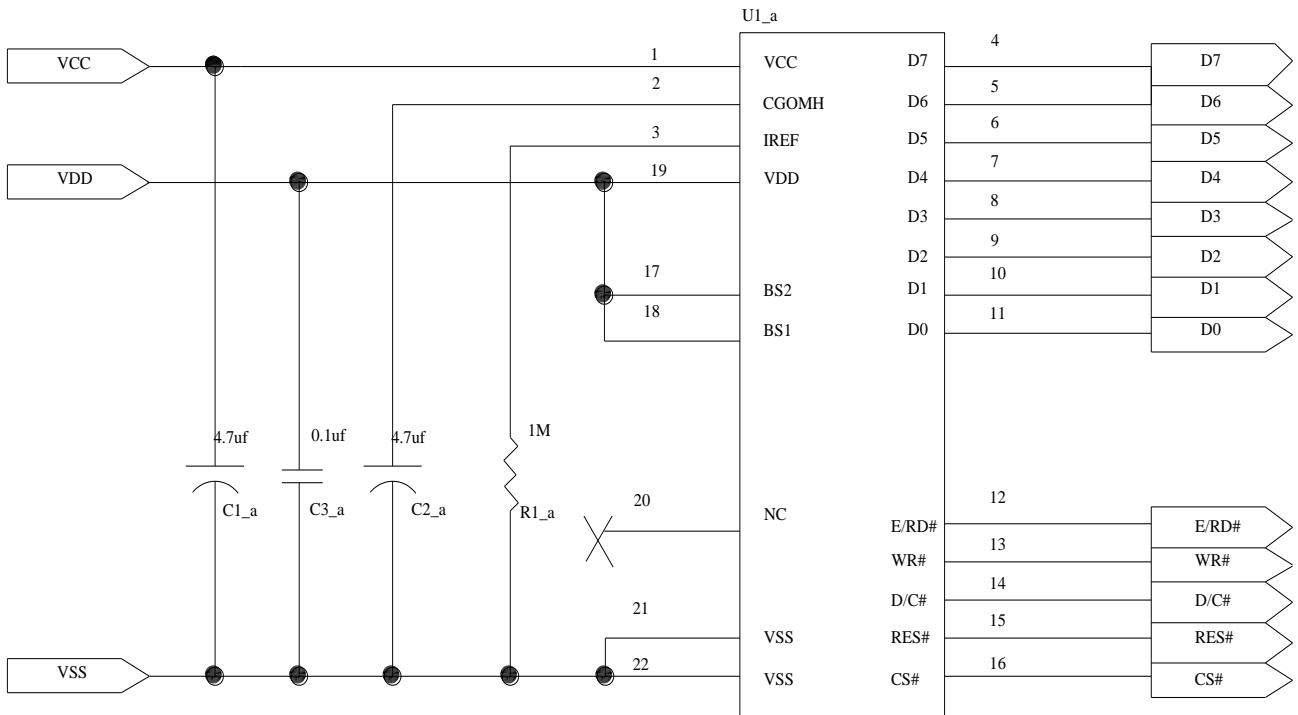 U1_a
VCC
1
VCC
D7
4
D7
2
CGOMH
D6
5
D6
3
IREF
D5
6
D5
VDD
19
VDD
D4
7
D4
D3
8
D3
D2
9
D2
17
BS2
D1
10
D1
18
BS1
D0
11
D0
4.7uf
0.1uf
4.7uf
1M
C1_a
C3_a
C2_a
R1_a
20
NC
E/RD#
12
E/RD#
WR#
13
WR#
D/C#
14
D/C#
21
VSS
RES#
15
RES#
VSS
22
VSS
CS#
16
CS#